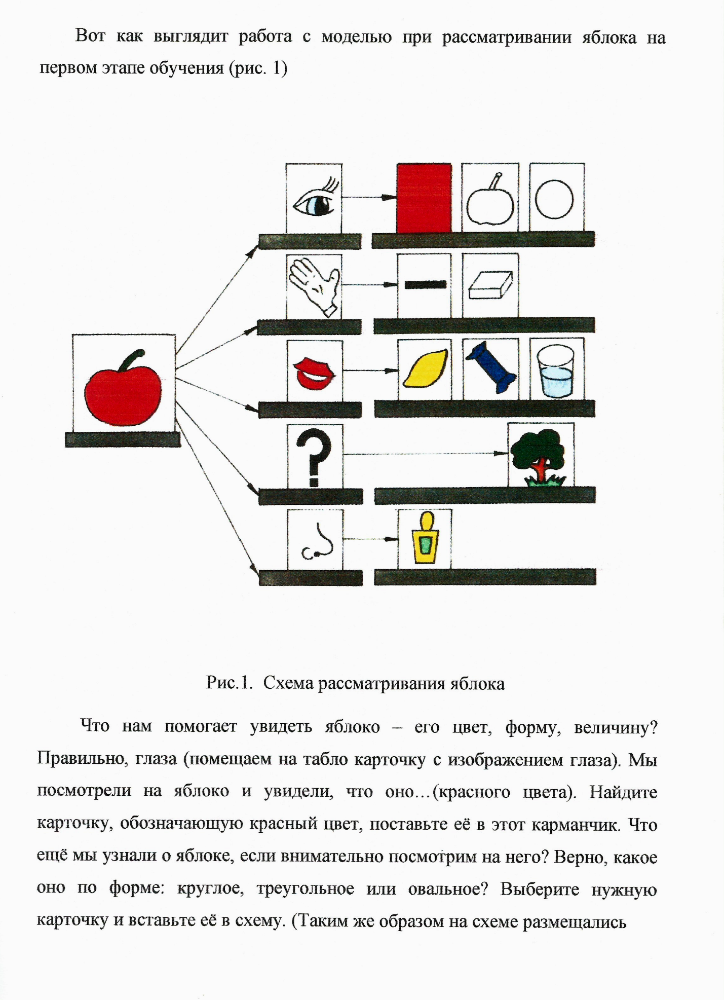 Вот как выглядит работа с моделью при рассматривании яблока на
первом этапе обучения (рис. 1)
Рис.1. Схема рассматривания яблока
Что нам помогает увидеть яблоко – его цвет, форму, величину?
Правильно, глаза (помещаем на табло карточку с изображением глаза). Мы
посмотрели на яблоко и увидели, что оно...(красного цвета). Найдите
карточку, обозначающую красный цвет, поставьте её в этот карманчик. Что
ещё мы узнали о яблоке, если внимательно посмотрим на него? Верно, какое
оно по форме: круглое, треугольное или овальное? Выберите нужную
карточку и вставьте её в схему. (Таким же образом на схеме размещались